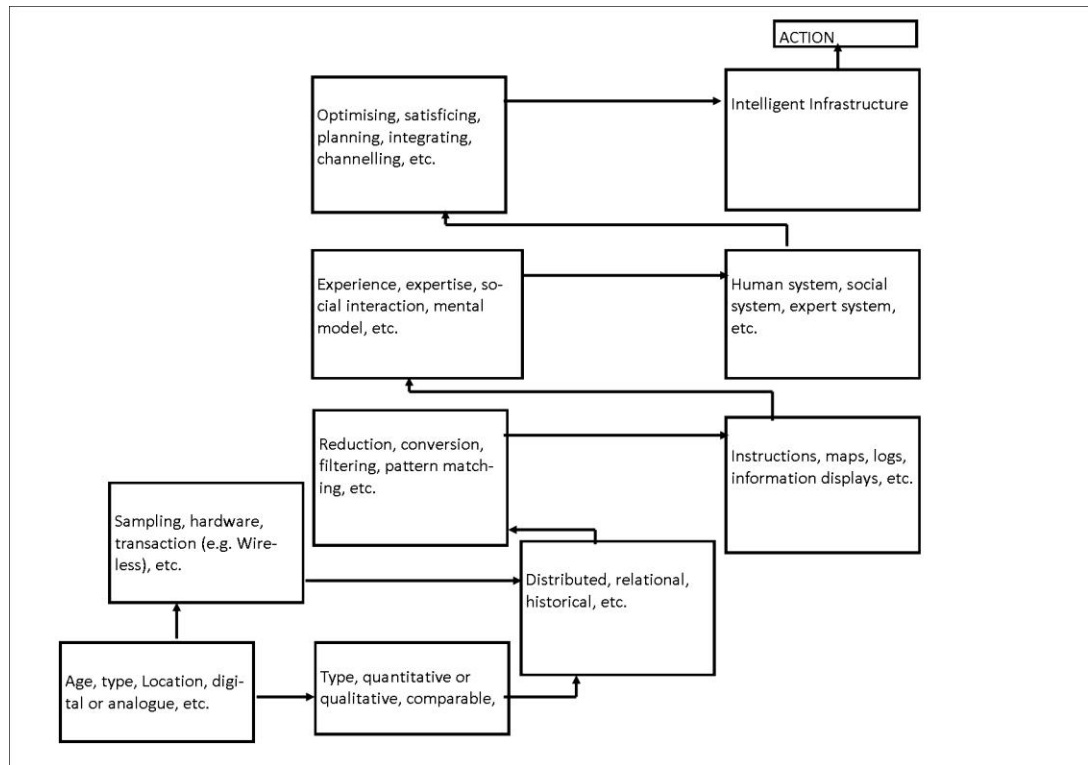 ACTION
Optimising, satisficing,
planning, integrating,
channelling, etc.
Intelligent Infrastructure
Experience, expertise, so-
cial interaction, mental
model, etc.
Human system, social
system, expert system,
etc.
Reduction, conversion,
filtering, pattern match-
ing, etc.
Instructions, maps, logs,
information displays, etc.
Sampling, hardware,
transaction (e.g. Wire-
less), etc.
Distributed, relational,
historical, etc.
Age, type, Location, digi-
tal or analogue, etc.
Type, quantitative or
qualitative, comparable,